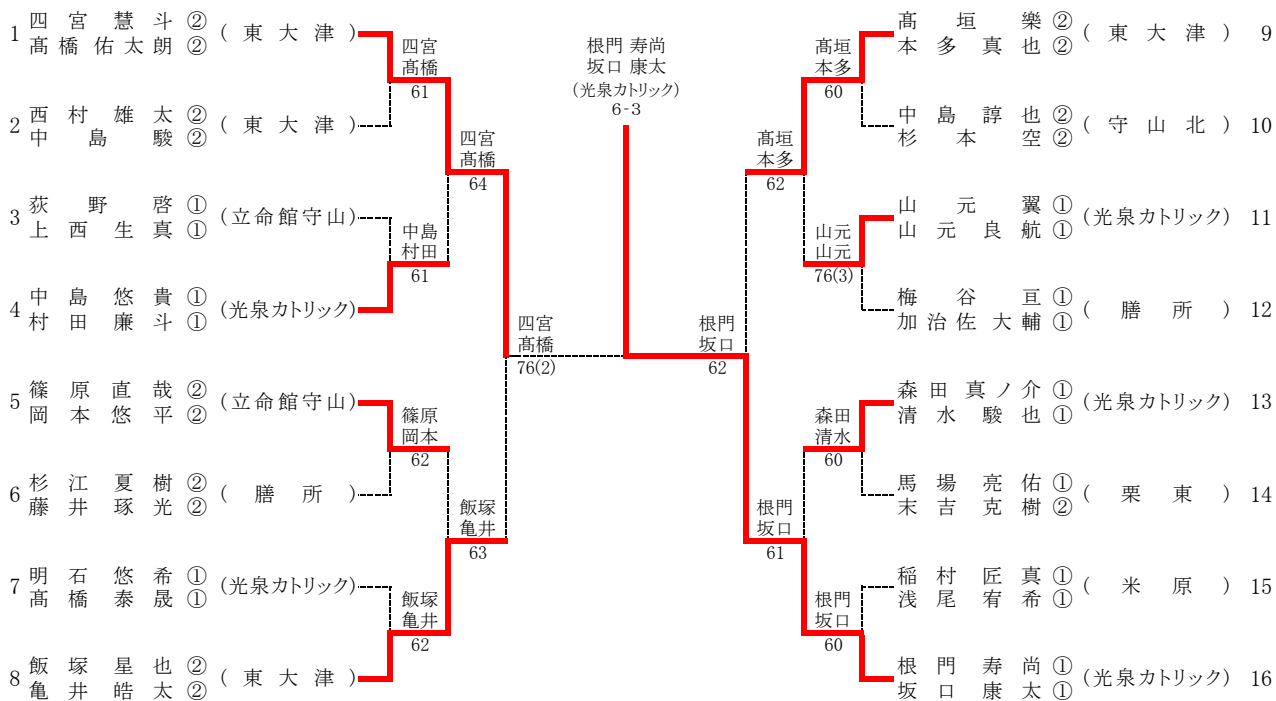 1 四宮慧斗② (東大津)
髙橋佑太朗②
2 西村雄太② (東大津)
中島駿②
3 荻野啓① (立命館守山)
上西生真①
4 中島悠貴① (光泉カトリック)
村田廉斗①
5 篠原直哉② (立命館守山)
岡本悠平②
6 杉江夏樹② (膳所)
藤井琢光②
7 明石悠希① (光泉カトリック)
髙橋泰晟①
8 飯塚星也② (東大津)
亀井皓太②
四宮
髙橋
61
中島
村田
61
篠原
岡本
62
飯塚
亀井
62
四宮
髙橋
64
飯塚
亀井
63
四宮
髙橋
76(2)
根門 寿尚
坂口 康太
(光泉カトリック)
6-3
根門
坂口
62
髙垣
本多
62
根門
坂口
61
髙垣
本多
60
山元
山元
76(3)
森田
清水
60
根門
坂口
60
髙垣樂② (東大津) 9
本多真也②
中島諄也② (守山北) 10
杉本空②
山元翼① (光泉カトリック) 11
山元良航①
梅谷亘① (膳所) 12
加治佐大輔①
森田真ノ介① (光泉カトリック) 13
清水駿也①
馬場亮佑① (栗東) 14
末吉克樹②
稲村匠真① (米原) 15
浅尾宥希①
根門寿尚① (光泉カトリック) 16
坂口康太①